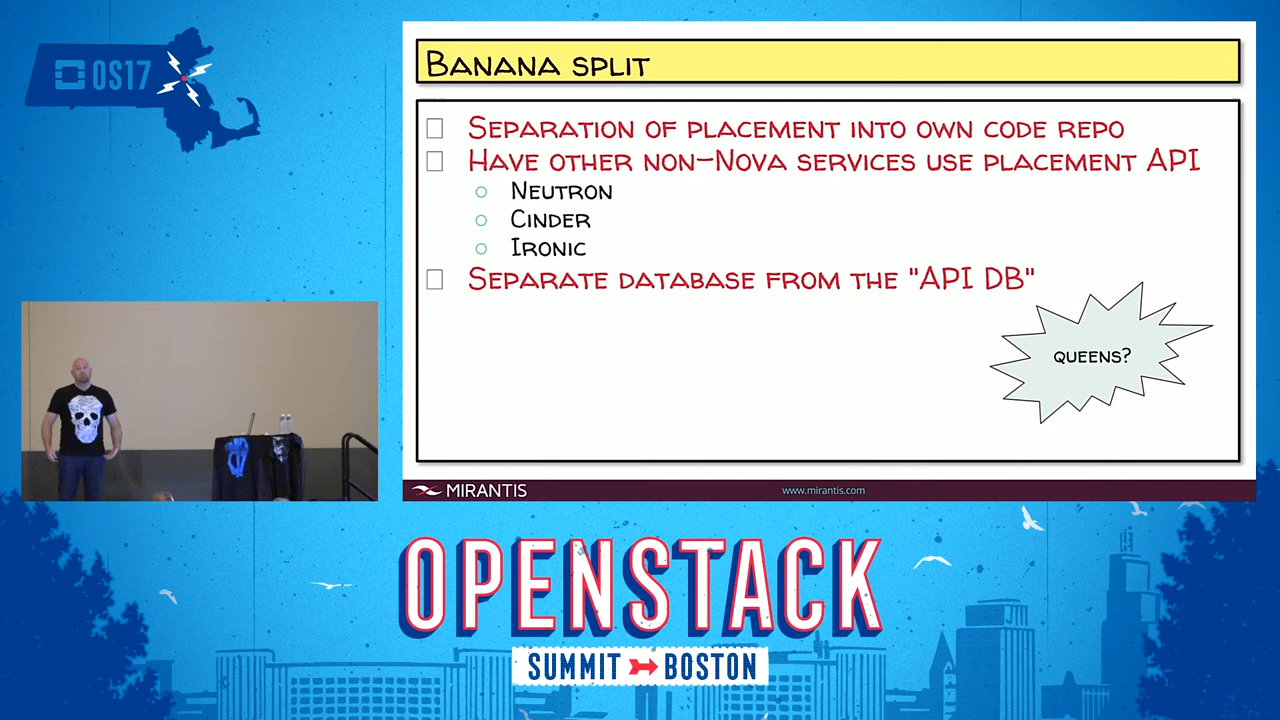 OS17
BANANA SPLIT
SEPARATION OF PLACEMENT INTO OWN CODE REPO
HAVE OTHER NON-NOVA SERVICES USE PLACEMENT API
NEUTRON
CINDER
IRONIC
SEPARATE DATABASE FROM THE "API DB"
QUEENS?
MIRANTIS
www.mirantis.com
OPENSTACK
SUMMIT BOSTON